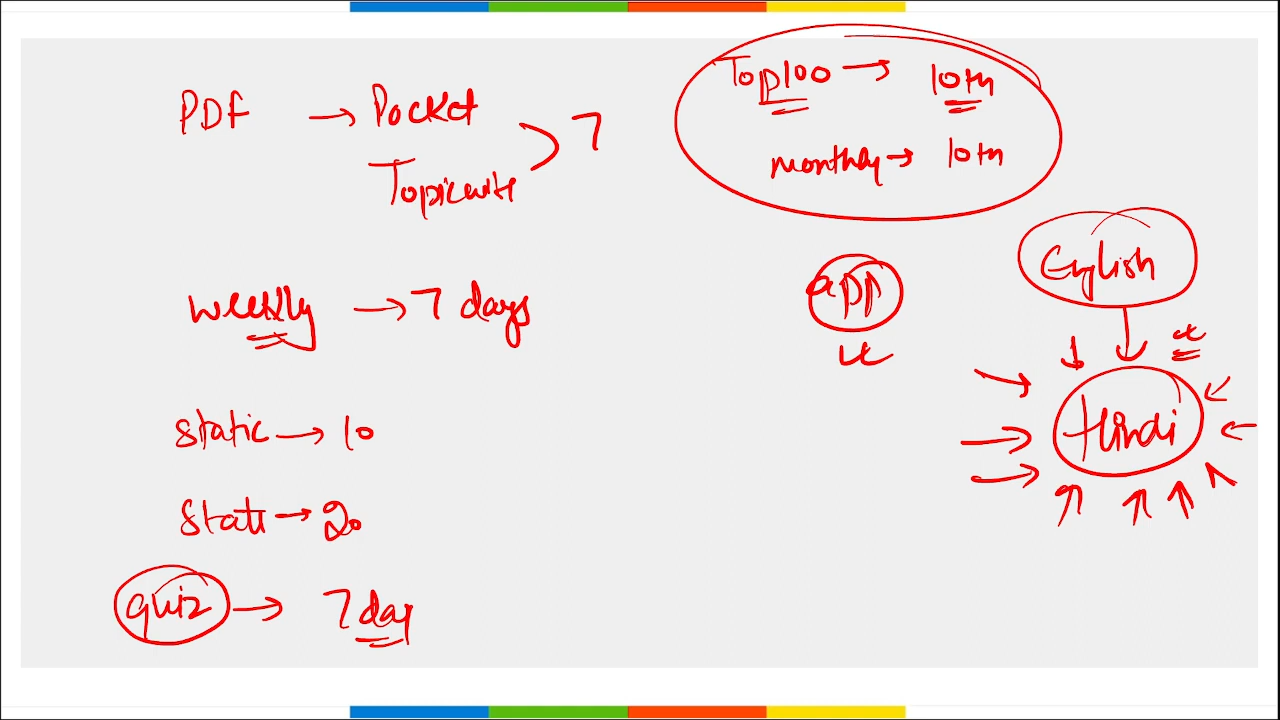 PDF → Pocket
Topicwise > 7
weekly → 7 days
static → 10
State → 20
quiz → 7 day
Top100 → 10th
monthly → 10th
app
English
Hindi